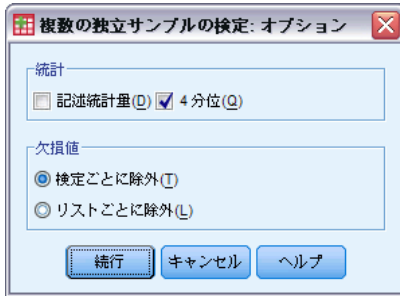 複数の独立サンプルの検定: オプション
統計
記述統計量(D) 4 分位(Q)
欠損値
検定ごとに除外(T)
リストごとに除外(L)
続行 キャンセル ヘルプ